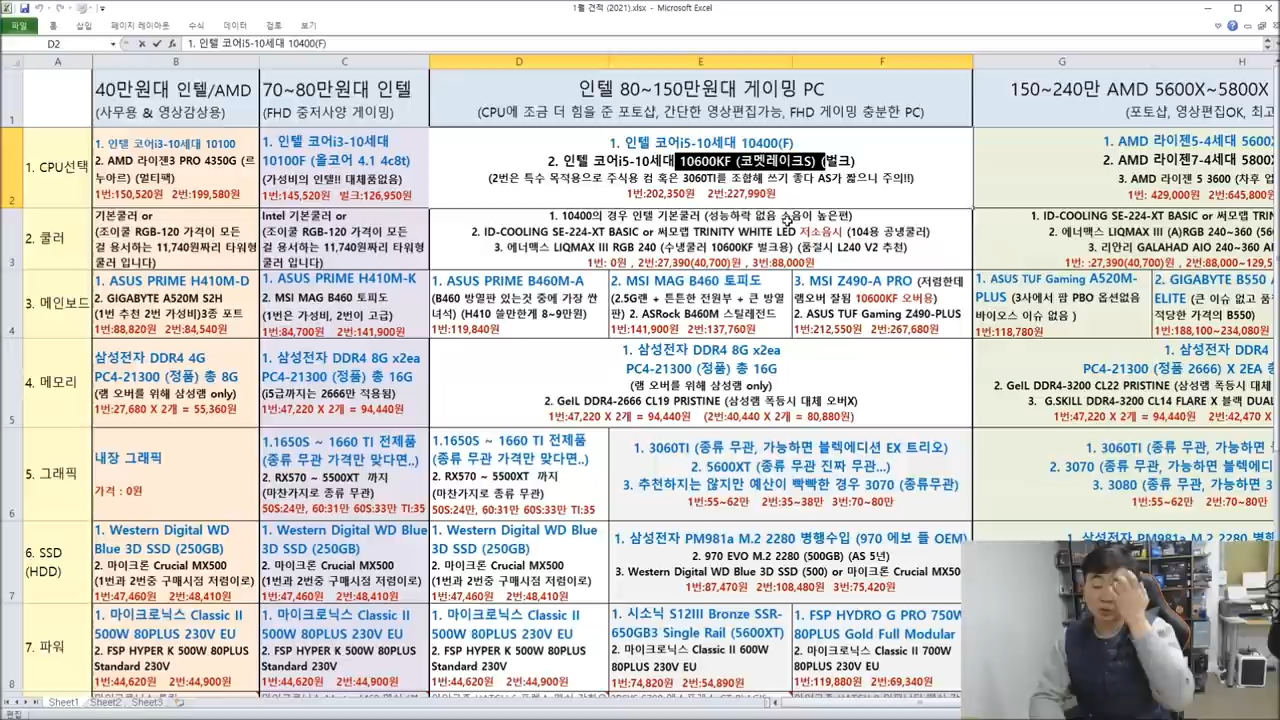 1월 견적 (2021).xlsx - Microsoft Excel
파일 홈 삽입 페이지 레이아웃 수식 데이터 검토 보기
D2 1. 인텔 코어i5-10세대 10400(F)
A B C D E F G H
1
40만원대 인텔/AMD
(사무용 & 영상감상용)
70~80만원대 인텔
(FHD 중저사양 게이밍)
인텔 80~150만원대 게이밍 PC
(CPU에 조금 더 힘을 준 포토샵, 간단한 영상편집가능, FHD 게이밍 충분한 PC)
150~240만 AMD 5600X~5800X
(포토샵, 영상편집OK, 최고
2
1. CPU선택
1. 인텔 코어i3-10세대 10100
2. AMD 라이젠3 PRO 4350G (르
누아르) (멀티팩)
1번:150,520원 2번:199,580원
1. 인텔 코어i3-10세대
10100F (올코어 4.1 4c8t)
(가성비의 인텔!! 대체품없음)
1번:145,520원 벌크:126,950원
1. 인텔 코어i5-10세대 10400(F)
2. 인텔 코어i5-10세대 10600KF (코멧레이크S) (벌크)
(2번은 특수 목적용으로 주식용 컴 혹은 3060TI를 조합해 쓰기 좋다 AS가 짧으니 주의!!)
1번:202,350원 2번:227,990원
1. AMD 라이젠5-4세대 5600
2. AMD 라이젠7-4세대 5800
3. AMD 라이젠 5 3600 (차후 업
1번: 429,000원 2번:645,800원
3
2. 쿨러
기본쿨러 or
(조이쿨러 RGB-120 가격이 모든
걸 용서하는 11,740원짜리 타워형
쿨러 입니다)
Intel 기본쿨러 or
(조이쿨러 RGB-120 가격이 모든
걸 용서하는 11,740원짜리 타워형
쿨러 입니다)
1. 10400의 경우 인텔 기본쿨러 (성능하락 없음 소음이 높은편)
2. ID-COOLING SE-224-XT BASIC or 써모랩 TRINITY WHITE LED 저소음시 (104용 공냉쿨러)
3. 에너맥스 LIQMAX III RGB 240 (수냉쿨러 10600KF 벌크용) (품절시 L240 V2 추천)
1번: 0원 , 2번:27,390(40,700)원 , 3번:88,000원
1. ID-COOLING SE-224-XT BASIC or 써모랩 TRIN
2. 에너맥스 LIQMAX III (A)RGB 240~360 (SE
3. 리안리 GALAHAD AIO 240~360 AI
1번: :27,390원(40,700)원 , 2번:88,000~129,5
4
3. 메인보드
1. ASUS PRIME H410M-D
2. GIGABYTE A520M S2H
(1번 추천 2번 가성비)3종 포트
1번:88,820원 2번:84,540원
1. ASUS PRIME H410M-K
2. MSI MAG B460 토피도
(1번은 가성비, 2번이 고급)
1번:84,700원 2번:141,900원
1. ASUS PRIME B460M-A
(B460 방열판 있는것 중에 가장 싼
녀석) (H410 쓸만한게 8~9만원)
1번:119,840원
2. MSI MAG B460 토피도
(2.5G랜 + 튼튼한 전원부 + 큰 방열
판) 2. ASRock B460M 스틸레전드
1번:141,900원 2번:137,760원
3. MSI Z490-A PRO (저렴한데
램오버 잘됨 10600KF 오버용)
2. ASUS TUF Gaming Z490-PLUS
1번:212,550원 2번:267,680원
1. ASUS TUF Gaming A520M-
PLUS (3사에서 팜 PBO 옵션없음
바이오스 이슈 없음 )
1번:118,780원
2. GIGABYTE B550 A
ELITE (큰 이슈 없고 품
적당한 가격의 B550)
1번:188,100~234,080원
5
4. 메모리
삼성전자 DDR4 4G
PC4-21300 (정품) 총 8G
(램 오버를 위해 삼성램 only)
1번:27,680 X 2개 = 55,360원
1. 삼성전자 DDR4 8G x2ea
PC4-21300 (정품) 총 16G
(i5급까지는 2666만 적용됨)
1번:47,220 X 2개 = 94,440원
1. 삼성전자 DDR4 8G x2ea
PC4-21300 (정품) 총 16G
(램 오버를 위해 삼성램 only)
2. GeIL DDR4-2666 CL19 PRISTINE (삼성램 폭등시 대체 오버X)
1번:47,220 X 2개 = 94,440원 (2번:40,440 X 2개 = 80,880원)
1. 삼성전자 DDR4
PC4-21300 (정품 2666) X 2EA 총
2. GeIL DDR4-3200 CL22 PRISTINE (삼성램 폭등시
3. G.SKILL DDR4-3200 CL14 FLARE X 블랙 DUAL
1번:47,220 X 2개 = 94,440원 2번:42,470 X
6
5. 그래픽
내장 그래픽
가격 : 0원
1.1650S ~ 1660 TI 전제품
(종류 무관 가격만 맞다면..)
2. RX570 ~ 5500XT 까지
(마찬가지로 종류 무관)
50S:24만, 60:31만 60S:33만 TI:35
1.1650S ~ 1660 TI 전제품
(종류 무관 가격만 맞다면..)
2. RX570 ~ 5500XT 까지
(마찬가지로 종류 무관)
50S:24만, 60:31만 60S:33만 TI:35
1. 3060TI (종류 무관, 가능하면 블렉에디션 EX 트리오)
2. 5600XT (종류 무관 진짜 무관...)
3. 추천하지는 않지만 예산이 빡빡한 경우 3070 (종류무관)
1번:55~62만 2번:35~38만 3번:70~80만
1. 3060TI (종류 무관, 가능하면
2. 3070 (종류 무관, 가능하면 블렉에디
3. 3080 (종류 무관, 가능하면 3
1번:55~62만 2번:70~80만
7
6. SSD
(HDD)
1. Western Digital WD
Blue 3D SSD (250GB)
2. 마이크론 Crucial MX500
(1번과 2번중 구매시점 저렴이로)
1번:47,460원 2번:48,410원
1. Western Digital WD Blue
3D SSD (250GB)
2. 마이크론 Crucial MX500
(1번과 2번중 구매시점 저렴이로)
1번:47,460원 2번:48,410원
1. Western Digital WD Blue
3D SSD (250GB)
2. 마이크론 Crucial MX500
(1번과 2번중 구매시점 저렴이로)
1번:47,460원 2번:48,410원
1. 삼성전자 PM981a M.2 2280 병행수입 (970 에보 플 OEM)
2. 970 EVO M.2 2280 (500GB) (AS 5년)
3. Western Digital WD Blue 3D SSD (500) or 마이크론 Crucial MX50
1번:87,470원 2번:108,480원 3번:75,420원
1. 삼성전자 PM981a M.2 2280 병행
8
7. 파워
1. 마이크로닉스 Classic II
500W 80PLUS 230V EU
2. FSP HYPER K 500W 80PLUS
Standard 230V
1번:44,620원 2번:44,900원
1. 마이크로닉스 Classic II
500W 80PLUS 230V EU
2. FSP HYPER K 500W 80PLUS
Standard 230V
1번:44,620원 2번:44,900원
1. 마이크로닉스 Classic II
500W 80PLUS 230V EU
2. FSP HYPER K 500W 80PLUS
Standard 230V
1번:44,620원 2번:44,900원
1. 시소닉 S12III Bronze SSR-
650GB3 Single Rail (5600XT)
2. 마이크로닉스 Classic II 600W
80PLUS 230V EU
1번:74,820원 2번:54,890원
1. FSP HYDRO G PRO 750W
80PLUS Gold Full Modular
2. 마이크로닉스 Classic II 700W
80PLUS 230V EU
1번:119,880원 2번:69,340원
Sheet1 Sheet2 Sheet3
편집